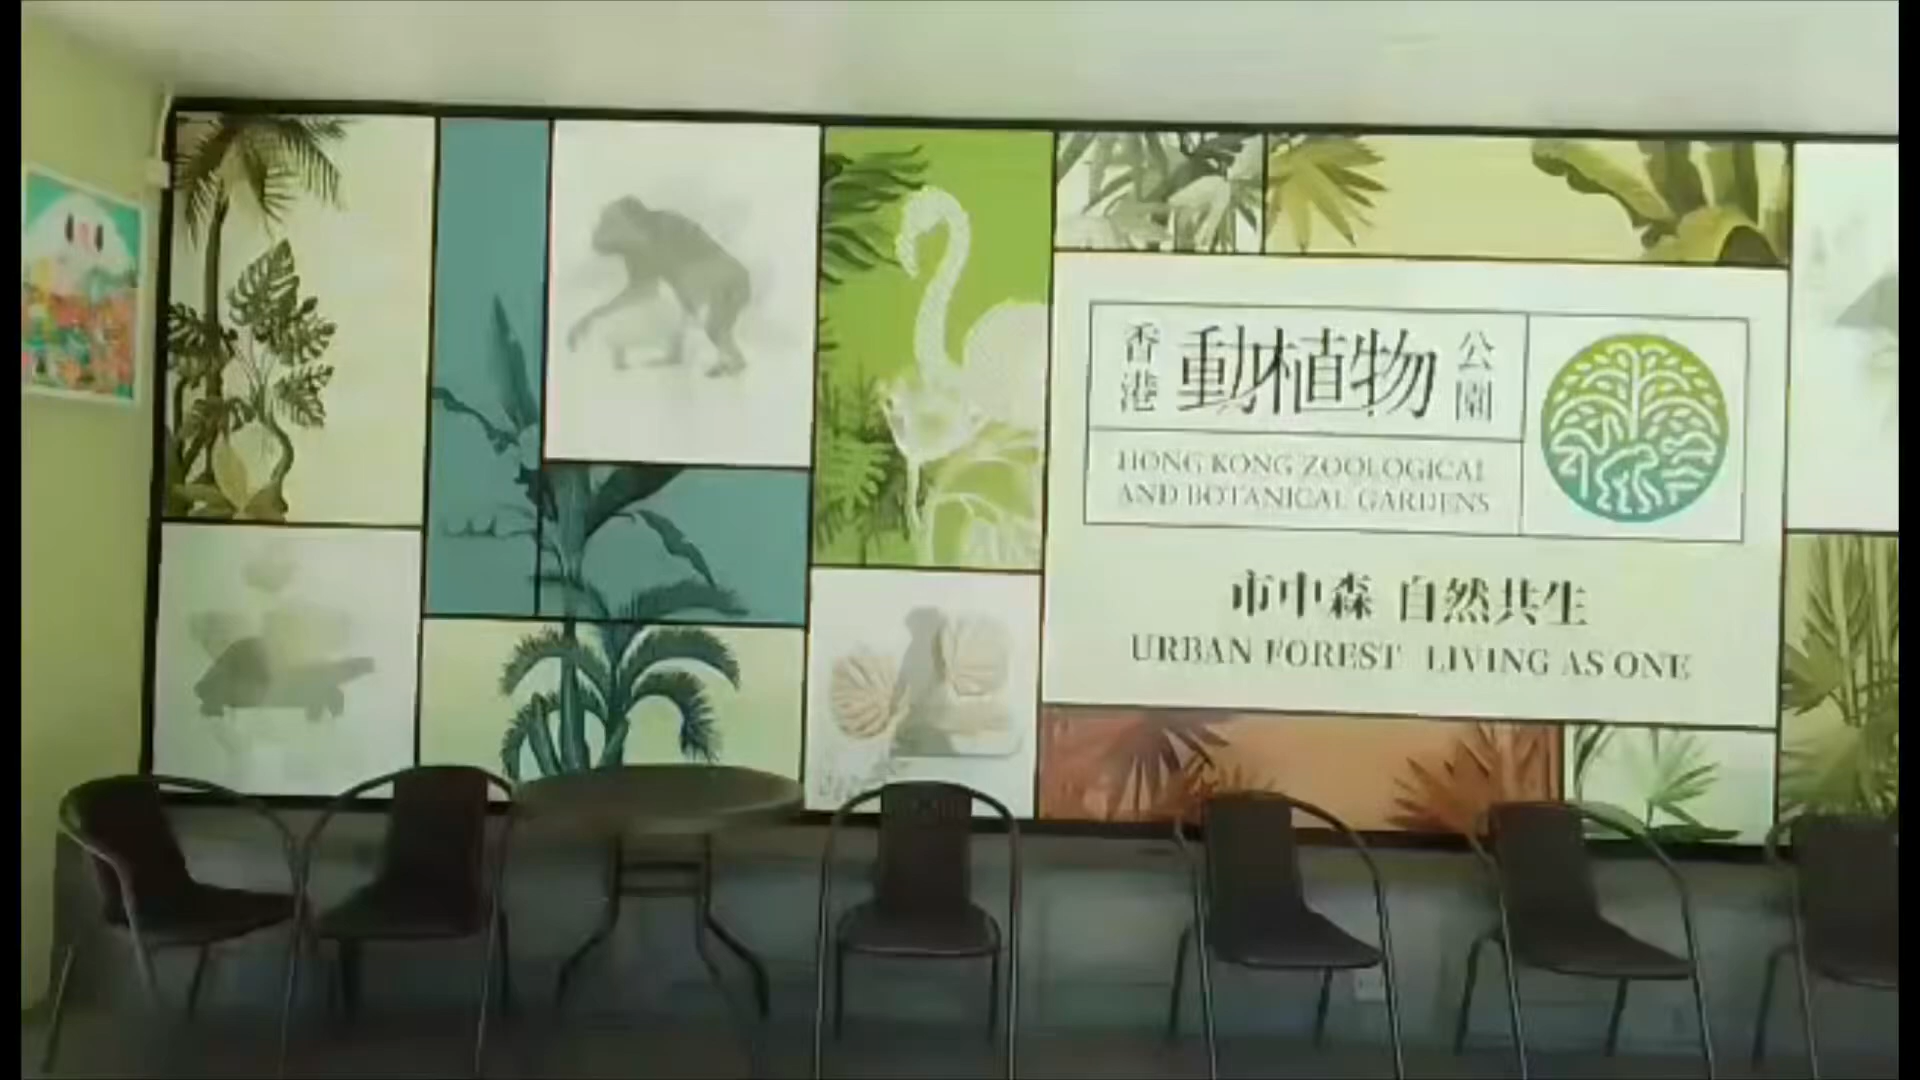 香港動植物公園
HONG KONG ZOOLOGICAL
AND BOTANICAL GARDENS
市中森 自然共生
URBAN FOREST LIVING AS ONE